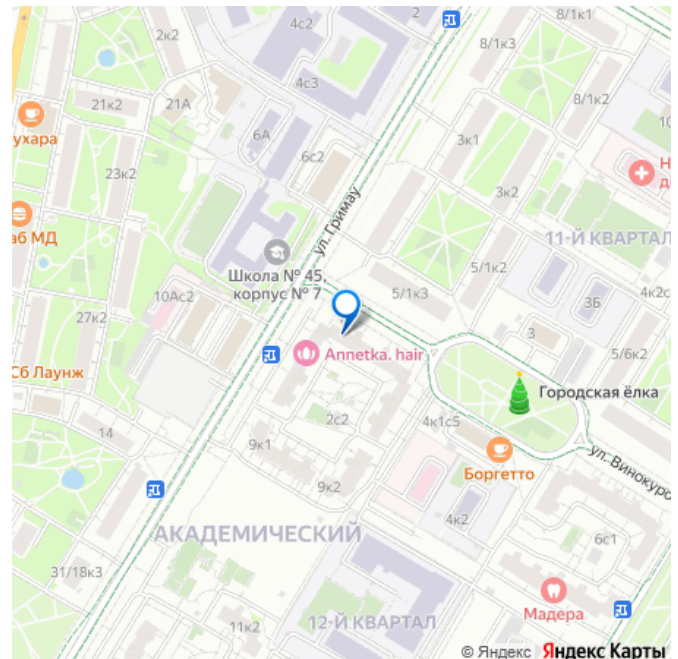 4с2
2
2к2
8/1к1
8/1к3
4с3
8/1к2
21к2
21А
10
ухара
6А
3к1
6с2
Н
д
23к2
3к2
ул. Гримау
аб МД
11-Й КВАРТАЛ
Школа № 45,
корпус № 7
5/1к2
10Ас2
5/1к3
3Б
4к2с
27к2
3
Annetka. hair
5/6к2
Сб Лаунж
Городская ёлка
2с2
4к1с5
14
9к1
ул. Винокуро
Боргетто
9к2
4к2
АКАДЕМИЧЕСКИЙ
6с1
31/18к3
Мадера
11к2
12-Й КВАРТАЛ
© Яндекс Яндекс Карты